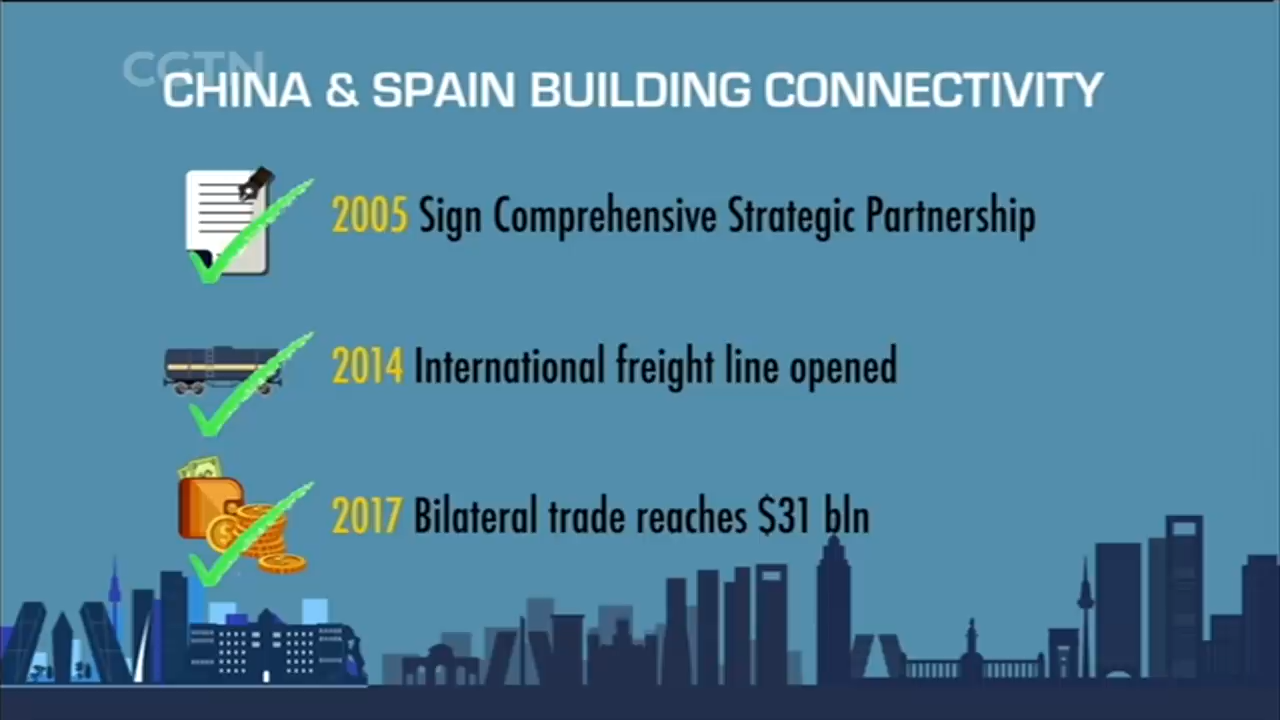 CGTN
CHINA & SPAIN BUILDING CONNECTIVITY
2005 Sign Comprehensive Strategic Partnership
2014 International freight line opened
2017 Bilateral trade reaches $31 bln